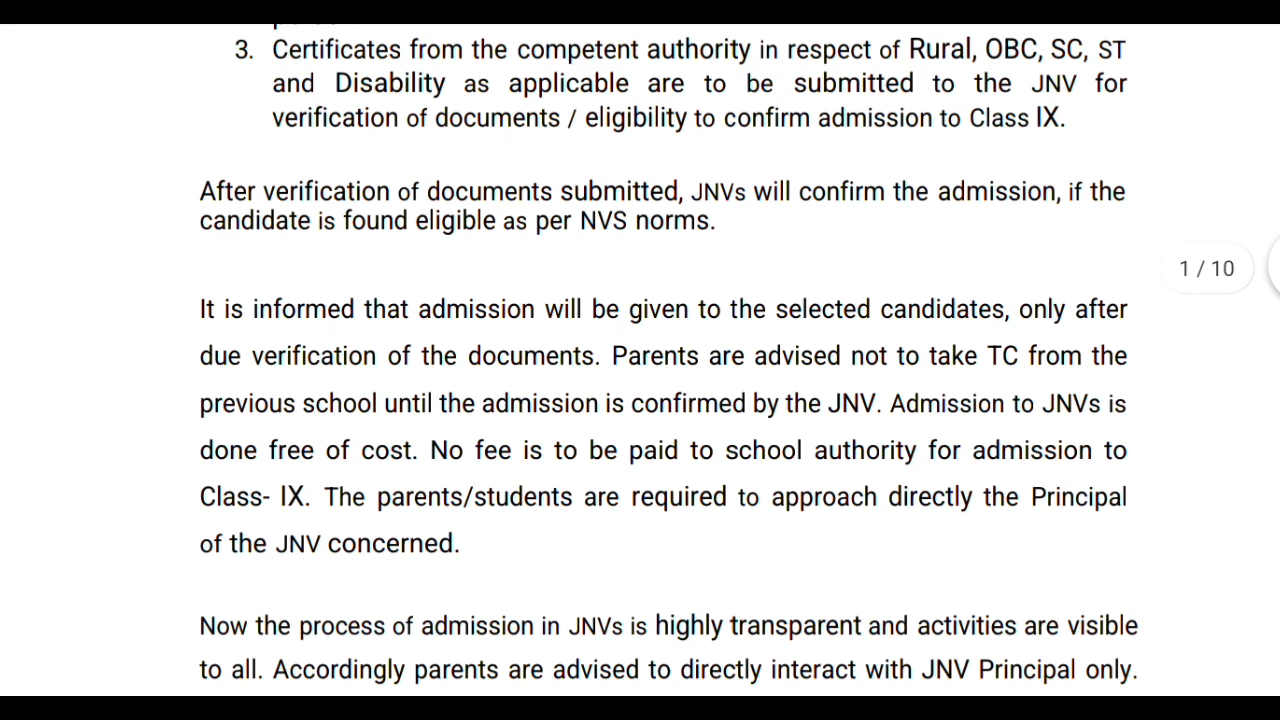 3. Certificates from the competent authority in respect of Rural, OBC, SC, ST
and Disability as applicable are to be submitted to the JNV for
verification of documents / eligibility to confirm admission to Class IX.
After verification of documents submitted, JNVs will confirm the admission, if the
candidate is found eligible as per NVS norms.
1 / 10
It is informed that admission will be given to the selected candidates, only after
due verification of the documents. Parents are advised not to take TC from the
previous school until the admission is confirmed by the JNV. Admission to JNVs is
done free of cost. No fee is to be paid to school authority for admission to
Class- IX. The parents/students are required to approach directly the Principal
of the JNV concerned.
Now the process of admission in JNVs is highly transparent and activities are visible
to all. Accordingly parents are advised to directly interact with JNV Principal only.